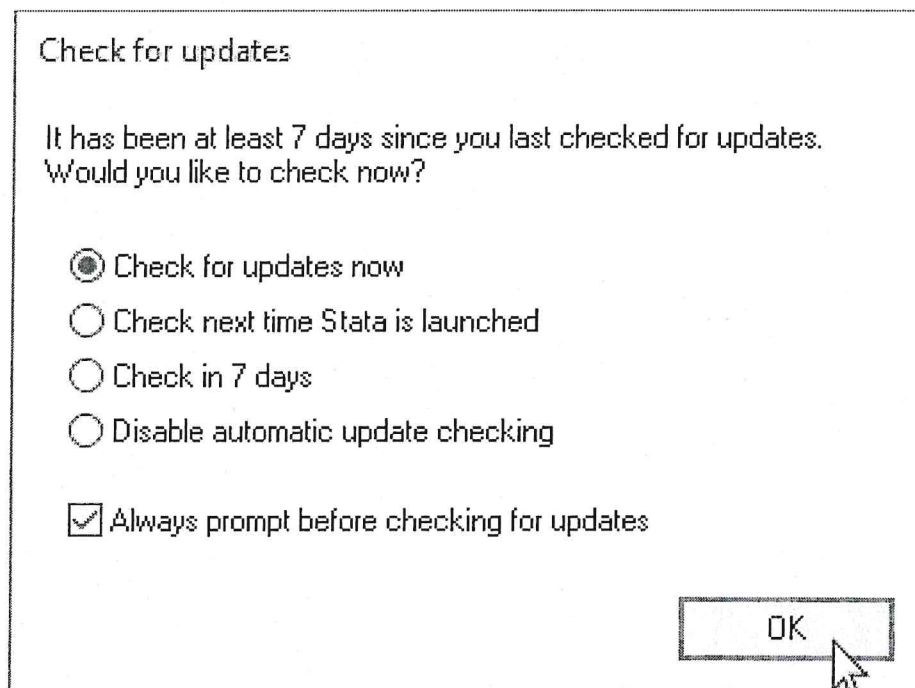 Check for updates
It has been at least 7 days since you last checked for updates.
Would you like to check now?
Check for updates now
Check next time Stata is launched
Check in 7 days
Disable automatic update checking
Always prompt before checking for updates
OK